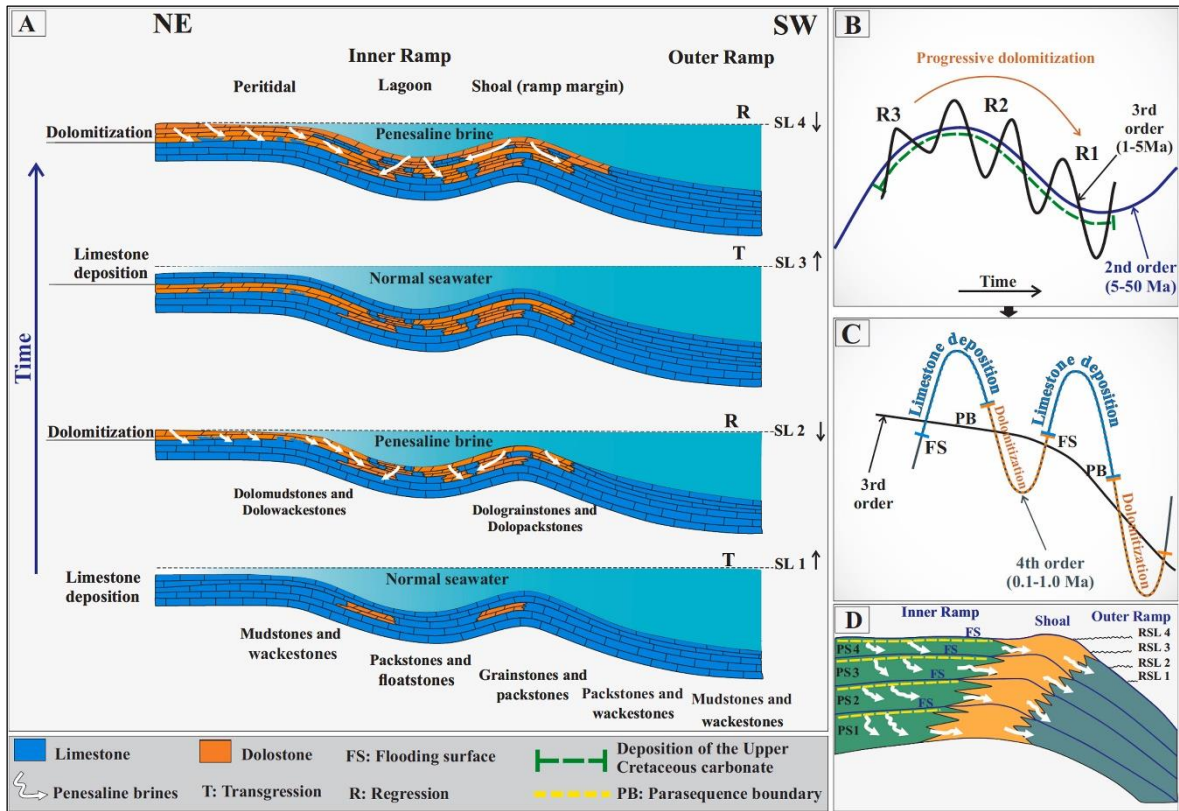 A
NE
SW
Inner Ramp
Outer Ramp
Peritidal
Lagoon
Shoal (ramp margin)
R
SL 4
Dolomitization
Penesaline brine
T
SL 3
Limestone
deposition
Normal seawater
Time
R
SL 2
Dolomitization
Penesaline brine
Dolomudstones and
Dolowackestones
Dolograinstones and
Dolopackstones
T
SL 1
Limestone
deposition
Normal seawater
Mudstones and
wackestones
Packstones and
floatstones
Grainstones and
packstones
Packstones and
wackestones
Mudstones and
wackestones
B
Progressive dolomitization
R3
R2
R1
3rd
order
(1-5Ma)
2nd order
(5-50 Ma)
Time
C
Limestone deposition
Limestone deposition
PB
FS
FS
PB
Dolomitization
Dolomitization
3rd
order
4th order
(0.1-1.0 Ma)
D
Inner Ramp
Shoal
Outer Ramp
FS
FS
FS
FS
PS4
PS3
PS2
PS1
RSL 4
RSL 3
RSL 2
RSL 1
Limestone
Dolostone
FS: Flooding surface
Deposition of the Upper
Cretaceous carbonate
Penesaline brines
T: Transgression
R: Regression
PB: Parasequence boundary